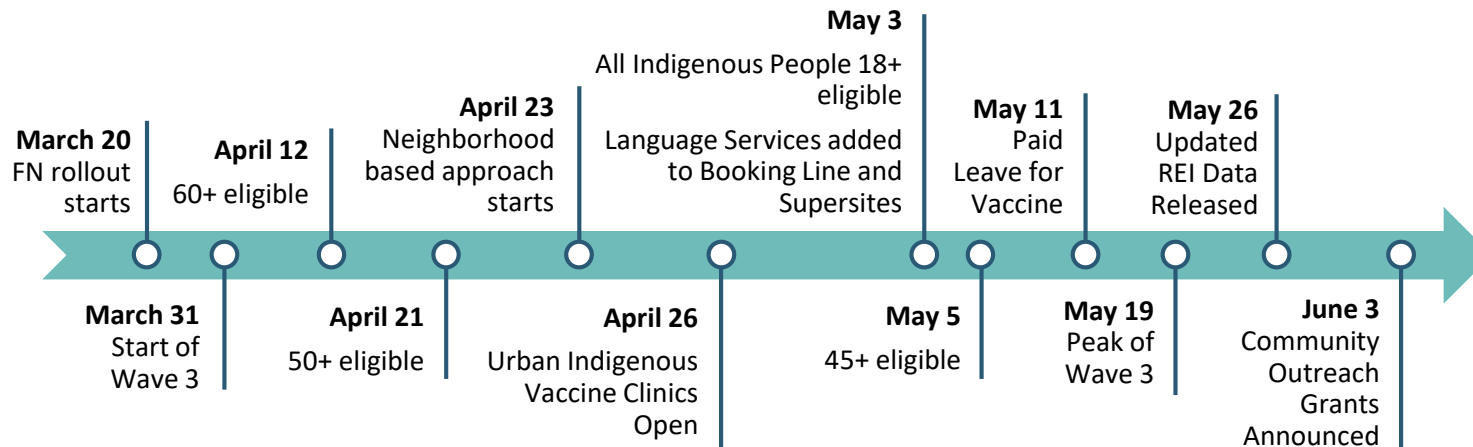 March 20
FN rollout
starts
March 31
Start of
Wave 3
April 12
60+ eligible
April 21
50+ eligible
April 23
Neighborhood
based approach
starts
April 26
Urban Indigenous
Vaccine Clinics
Open
May 3
All Indigenous People 18+
eligible
Language Services added
to Booking Line and
Supersites
May 5
45+ eligible
May 11
Paid
Leave for
Vaccine
May 19
Peak of
Wave 3
May 26
Updated
REI Data
Released
June 3
Community
Outreach
Grants
Announced